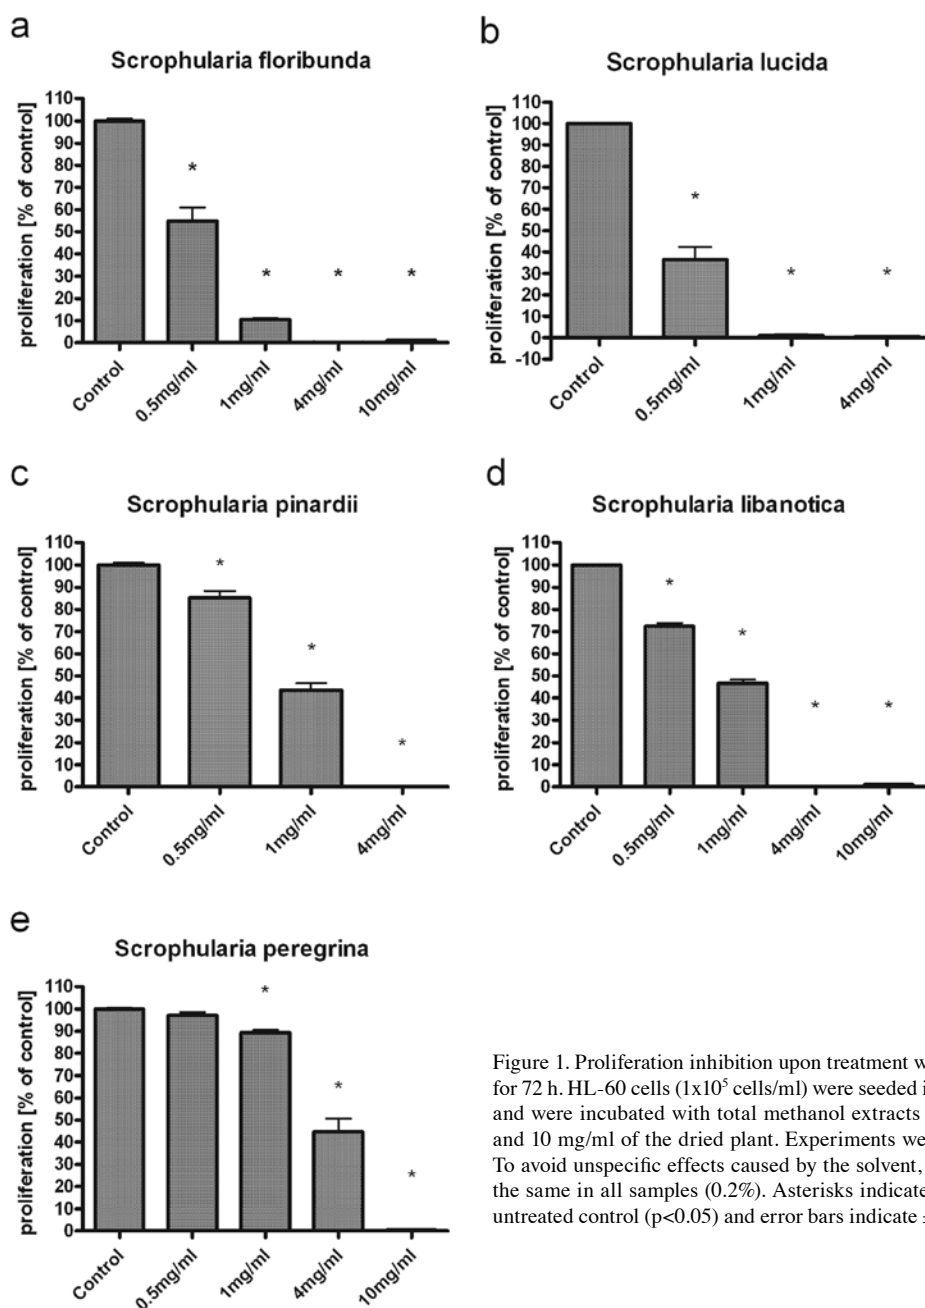 a
Scrophularia floribunda
proliferation [% of control]
110
100
90
80
70
60
50
40
30
20
10
0
*
*
*
*
Control
0.5mg/ml
1mg/ml
4mg/ml
10mg/ml
b
Scrophularia lucida
proliferation [% of control]
110
100
90
80
70
60
50
40
30
20
10
0
-10
*
*
*
Control
0.5mg/ml
1mg/ml
4mg/ml
c
Scrophularia pinardii
proliferation [% of control]
110
100
90
80
70
60
50
40
30
20
10
0
*
*
*
Control
0.5mg/ml
1mg/ml
4mg/ml
d
Scrophularia libanotica
proliferation [% of control]
110
100
90
80
70
60
50
40
30
20
10
0
*
*
*
*
Control
0.5mg/ml
1mg/ml
4mg/ml
10mg/ml
e
Scrophularia peregrina
proliferation [% of control]
110
100
90
80
70
60
50
40
30
20
10
0
*
*
*
Control
0.5mg/ml
1mg/ml
4mg/ml
10mg/ml
Figure 1. Proliferation inhibition upon treatment w
for 72 h. HL-60 cells (1x10⁵ cells/ml) were seeded i
and were incubated with total methanol extracts
and 10 mg/ml of the dried plant. Experiments we
To avoid unspecific effects caused by the solvent,
the same in all samples (0.2%). Asterisks indicate
untreated control (p<0.05) and error bars indicate ±